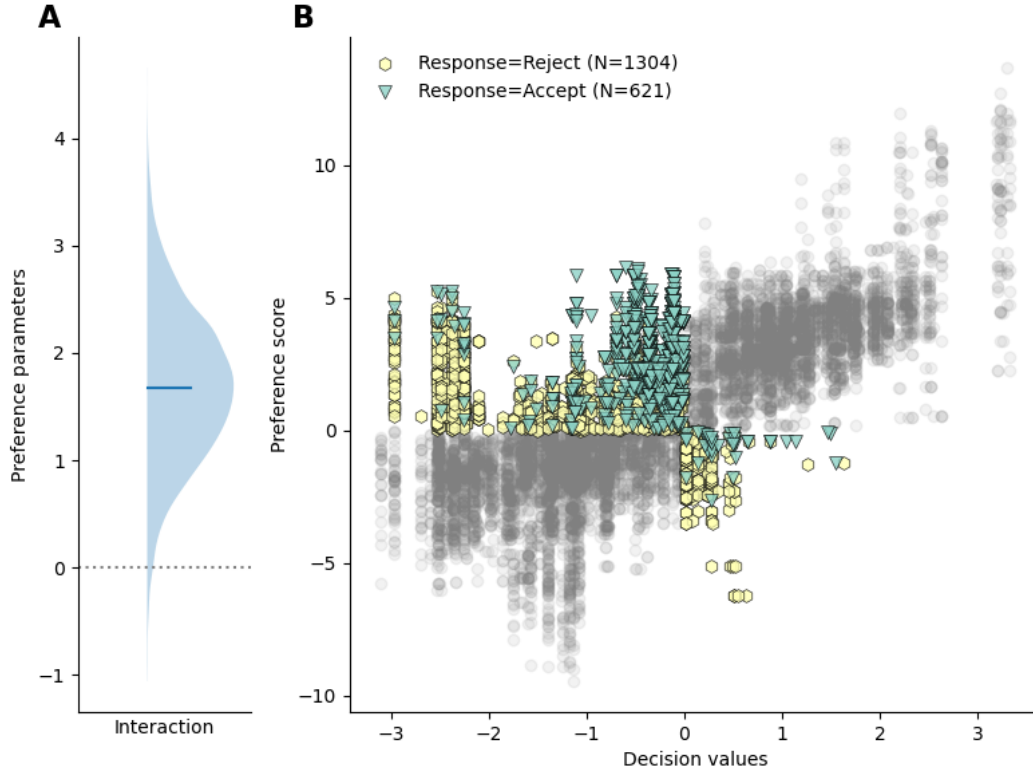 A
B
Preference parameters
4
3
2
1
0
−1
Interaction
Response=Reject (N=1304)
Response=Accept (N=621)
Preference score
10
5
0
−5
−10
−3 −2 −1 0 1 2 3
Decision values